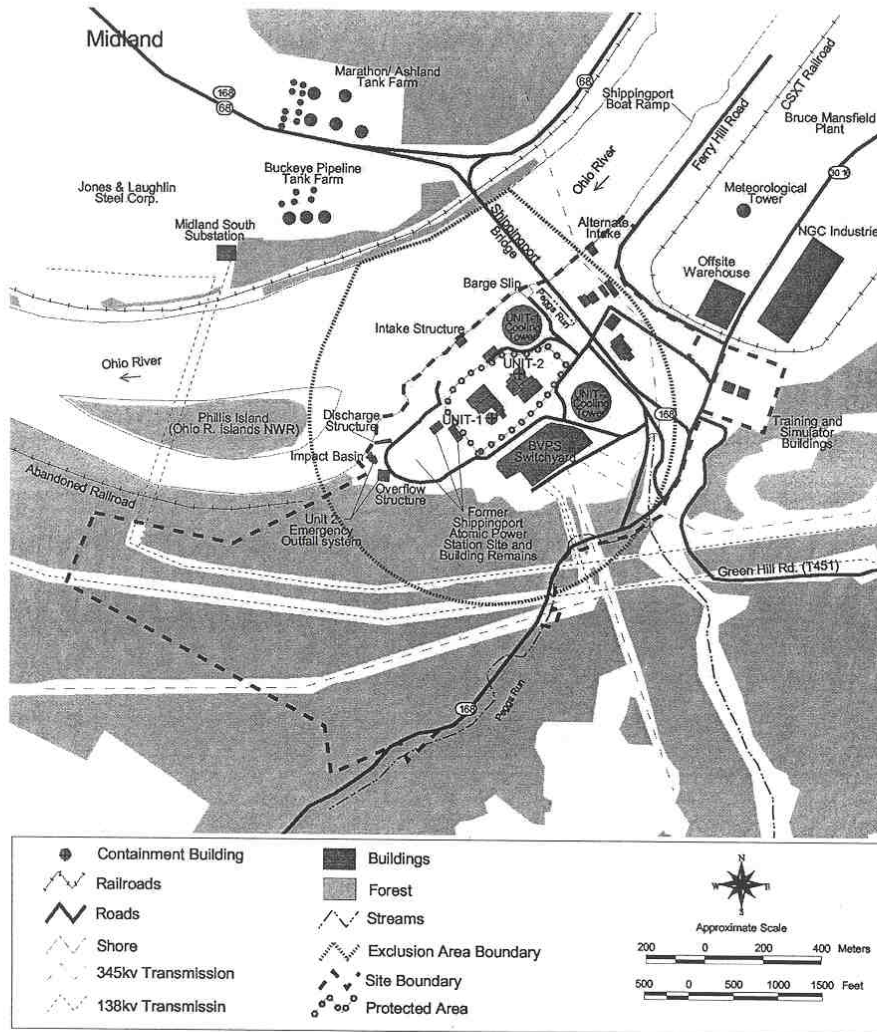 Midland
Marathon/ Ashland
Tank Farm
168
68
68
Shippingport
Boat Ramp
Ferry Hill Road
CSXT Railroad
Bruce Mansfield
Plant
Buckeye Pipeline
Tank Farm
Ohio River
Jones & Laughlin
Steel Corp.
Meteorological
Tower
Midland South
Substation
Shippingport
Bridge
Alternate
Intake
NGC Industries
Offsite
Warehouse
Barge Slip
Peggs Run
Intake Structure
Cooling
Tower
UNIT-2
Ohio River
Cooling
Tower
Phillis Island
(Ohio R. islands NWR)
Discharge
Structure
UNIT-1
168
Training and
Simulator
Buildings
Impact Basin
BVPS
Switchyard
Abandoned Railroad
Overflow
Structure
Unit 2
Emergency
Outfall system
Former
Shippingport
Atomic Power
Station Site and
Building Remains
Green Hill Rd. (T451)
Peggs Run
168
Containment Building
Railroads
Roads
Shore
345kv Transmission
138kv Transmissin
Buildings
Forest
Streams
Exclusion Area Boundary
Site Boundary
Protected Area
N
W
S
Approximate Scale
200 0 200 400 Meters
500 0 500 1000 1500 Feet